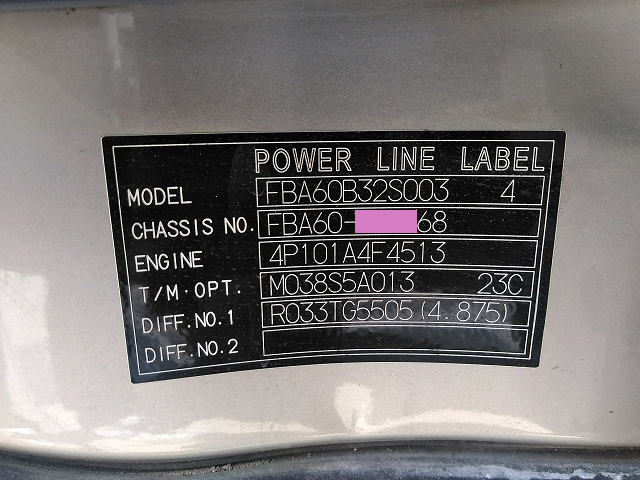 POWER LINE LABEL
MODEL FBA60B32S003 4
CHASSIS NO. FBA60- 68
ENGINE 4P101A4F4513
T/M·OPT. M038S5A013 23C
DIFF.NO.1 R033TG5505(4.875)
DIFF.NO.2